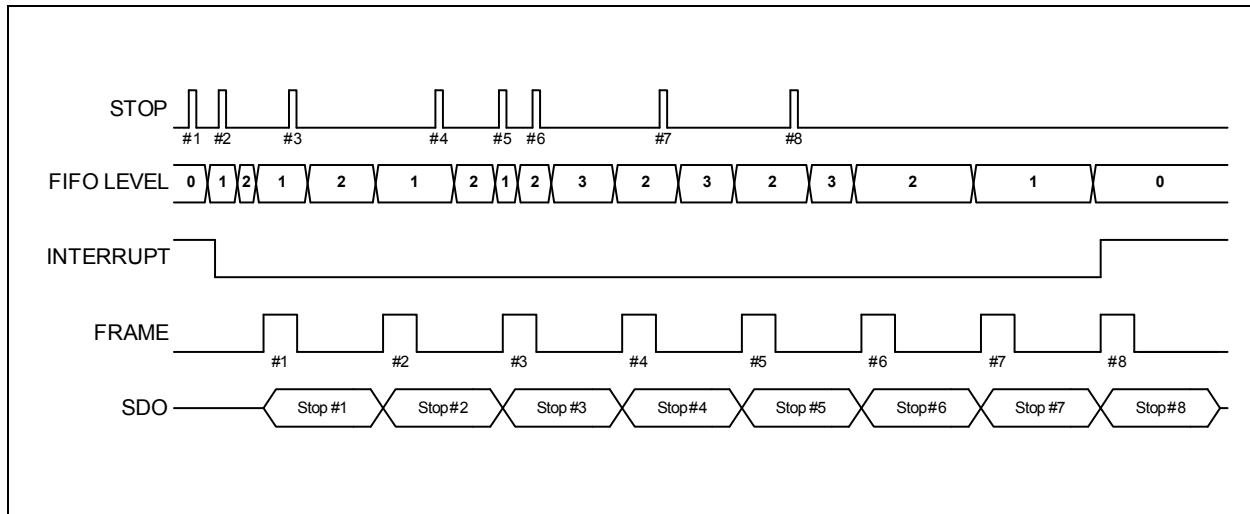 STOP
#1 #2 #3 #4 #5 #6 #7 #8
FIFO LEVEL 0 1 2 1 2 1 2 1 2 3 2 3 2 3 2 1 0
INTERRUPT
FRAME
#1 #2 #3 #4 #5 #6 #7 #8
SDO Stop #1 Stop#2 Stop #3 Stop#4 Stop #5 Stop#6 Stop #7 Stop#8